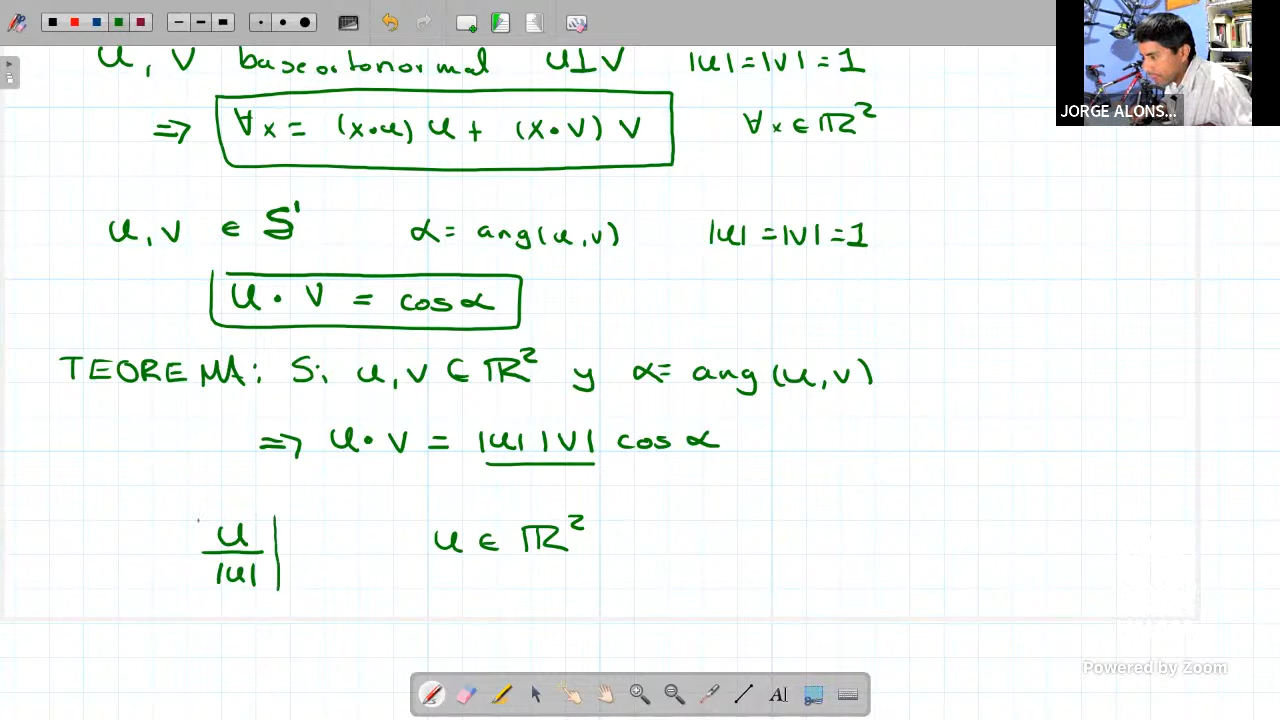 u, v base ortonormal u⊥v |u|=|v|=1
JORGE ALONS...
⇒ ∀x = (x•u) u + (x•v) v ∀x ∈ ℝ²
u, v ∈ S¹ α = ang(u,v) |u|=|v|=1
u • v = cos α
TEOREMA: Si u, v ∈ ℝ² y α= ang(u,v)
⇒ u•v = |u| |v| cos α
u/|u| | u ∈ ℝ²
Powered by Zoom
AI